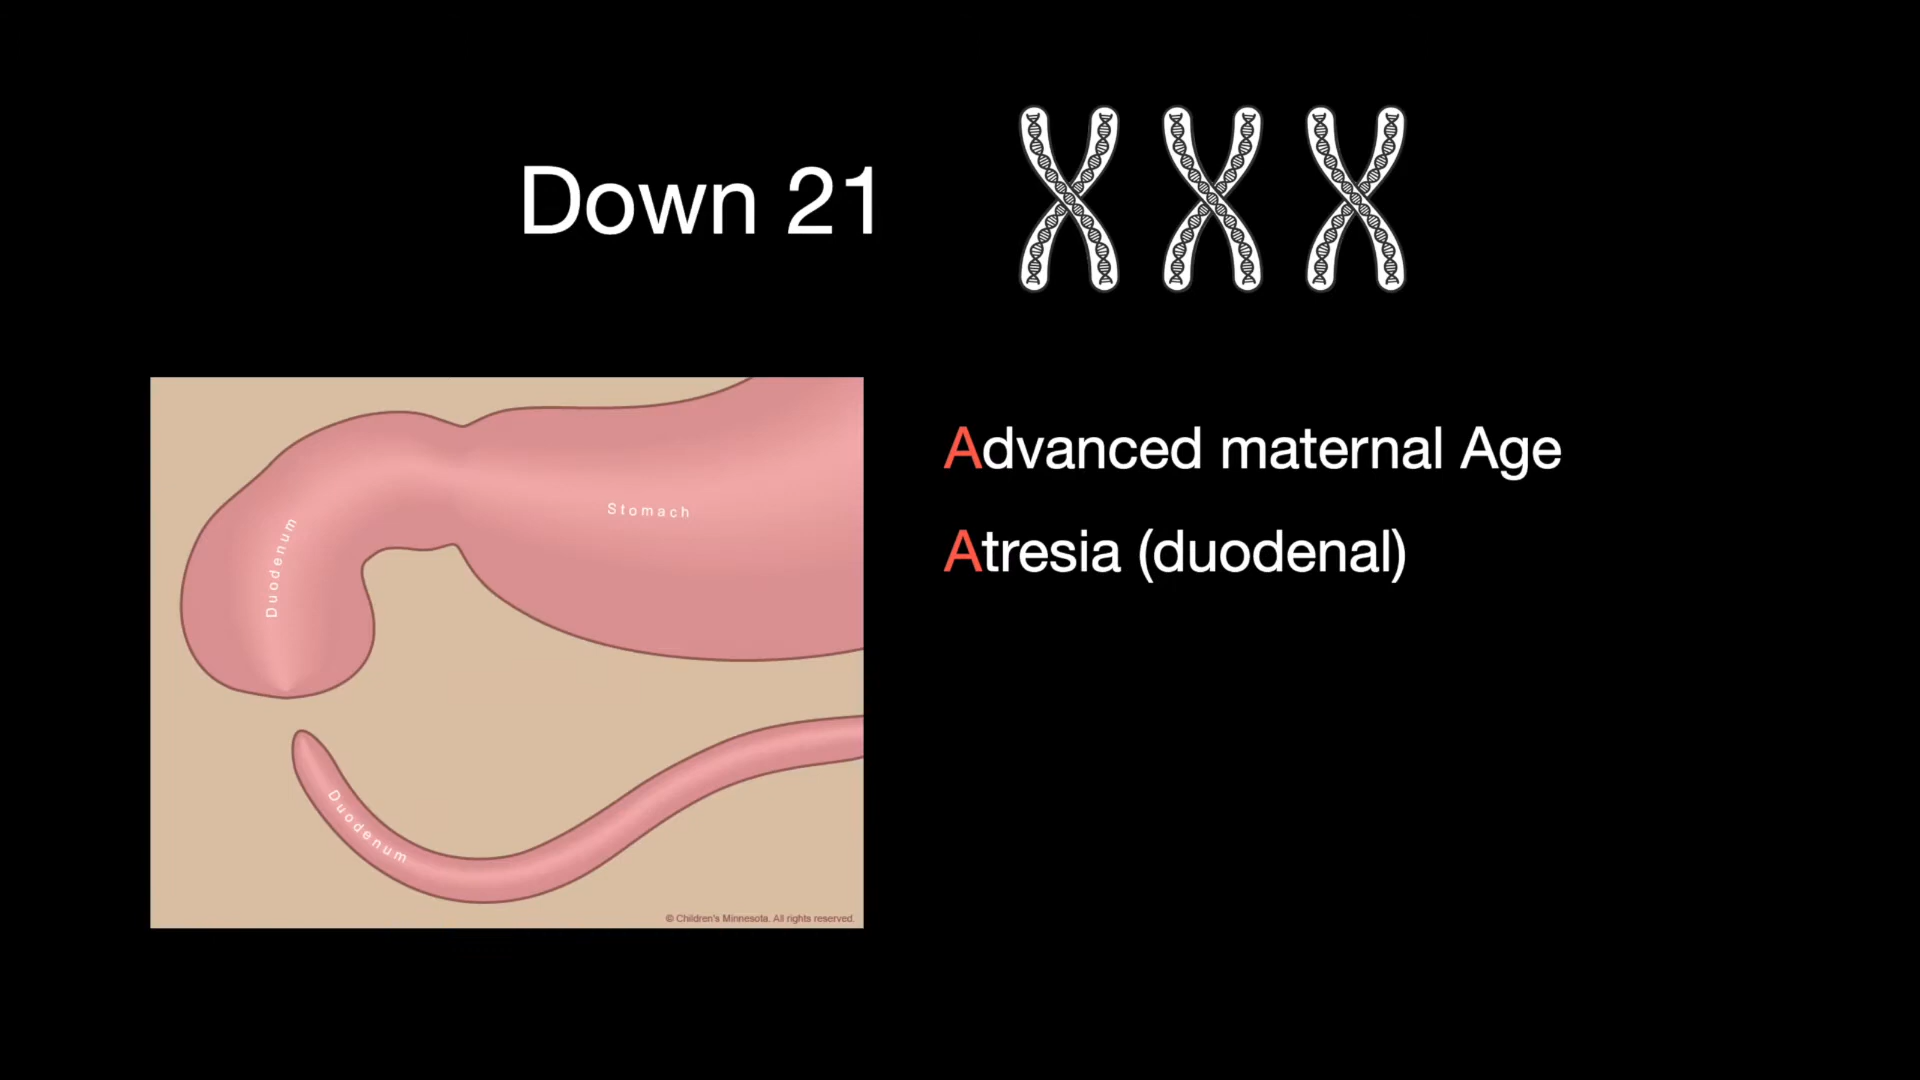 Down 21
Advanced maternal Age
Atresia (duodenal)
Stomach
Duodenum
Duodenum
© Children's Minnesota. All rights reserved.